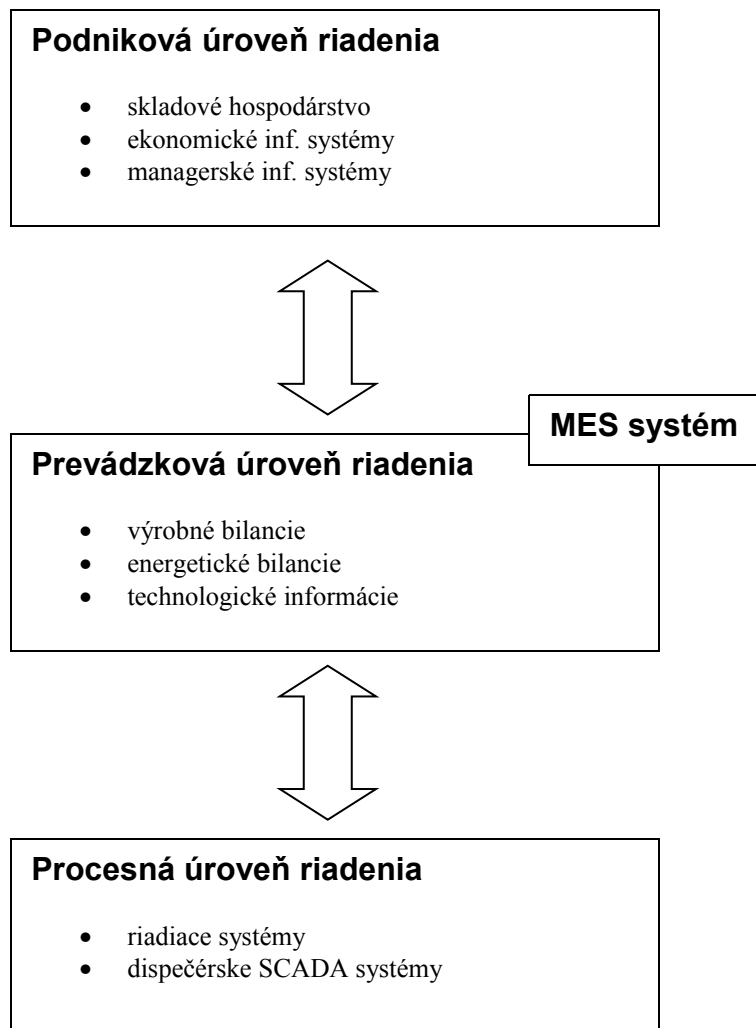 Podniková úroveň riadenia
• skladové hospodárstvo
• ekonomické inf. systémy
• managerské inf. systémy
MES systém
Prevádzková úroveň riadenia
• výrobné bilancie
• energetické bilancie
• technologické informácie
Procesná úroveň riadenia
• riadiace systémy
• dispečérske SCADA systémy